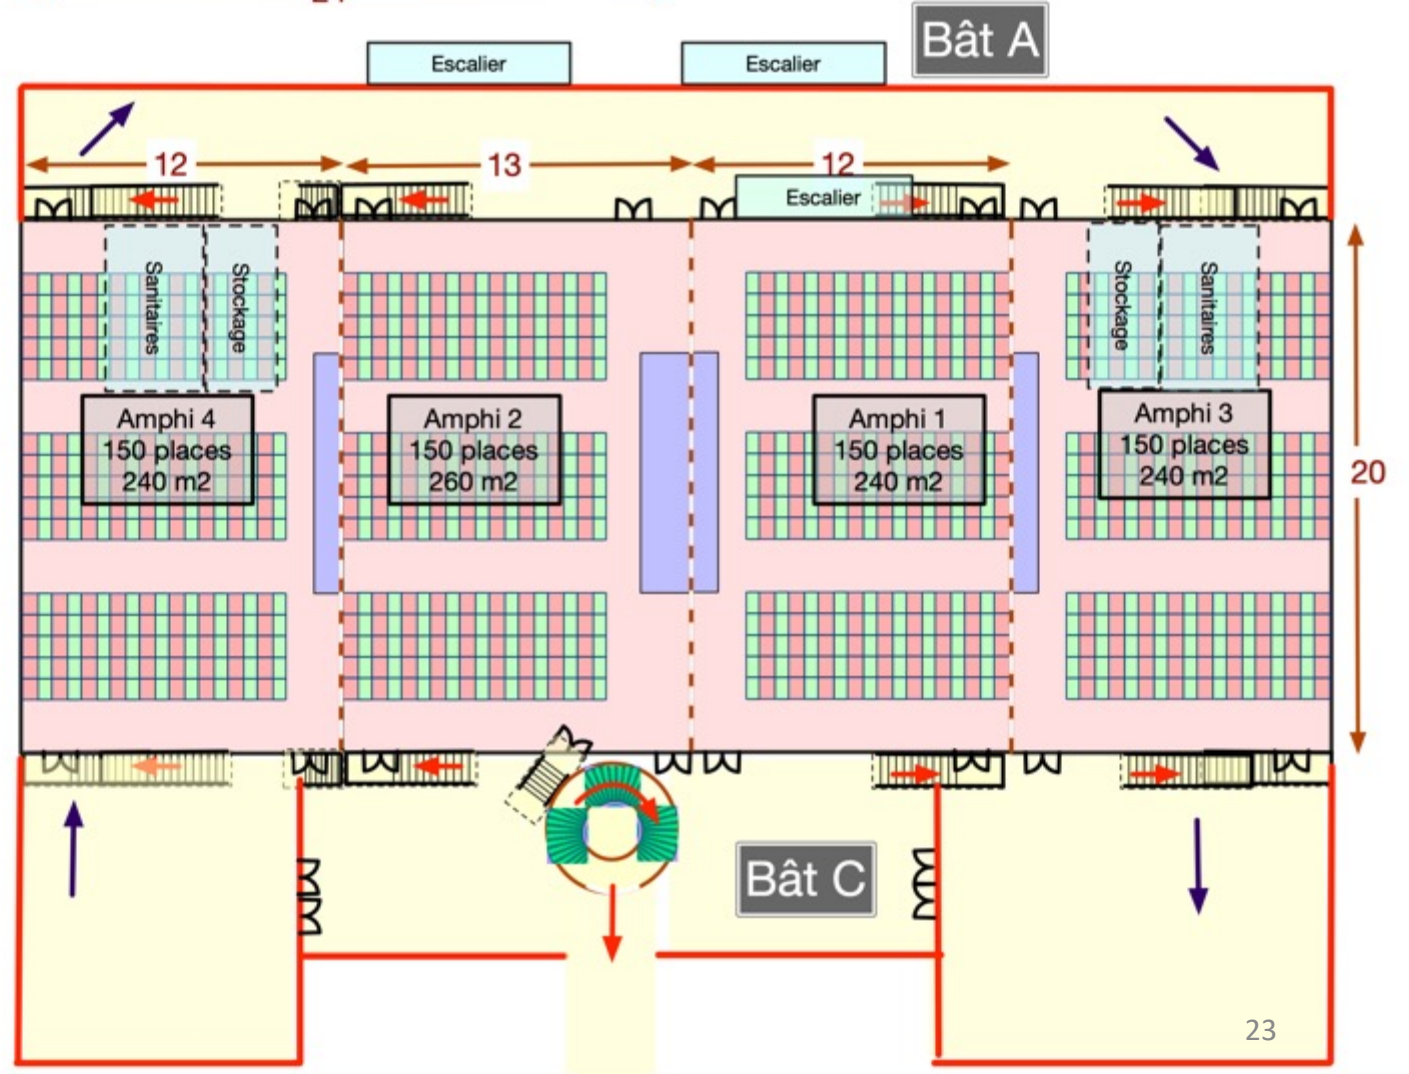 Bât A
Escalier
Escalier
12
13
12
Escalier
Sanitaires
Stockage
Stockage
Sanitaires
Amphi 4
150 places
240 m2
Amphi 2
150 places
260 m2
Amphi 1
150 places
240 m2
Amphi 3
150 places
240 m2
20
Bât C
23